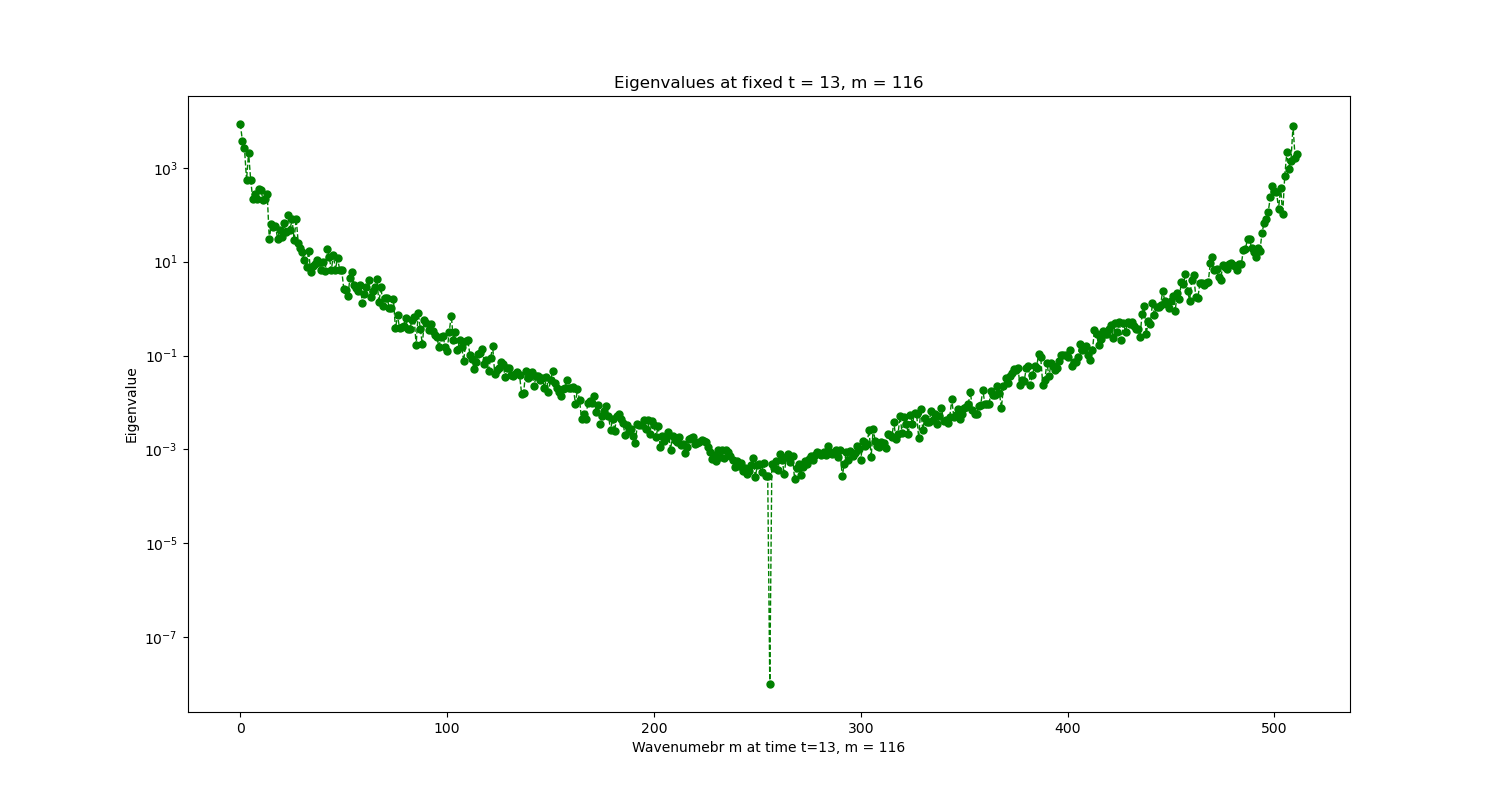 Eigenvalues at fixed t = 13, m = 116
10^3
10^1
10^−1
10^−3
10^−5
10^−7
Eigenvalue
0 100 200 300 400 500
Wavenumebr m at time t=13, m = 116